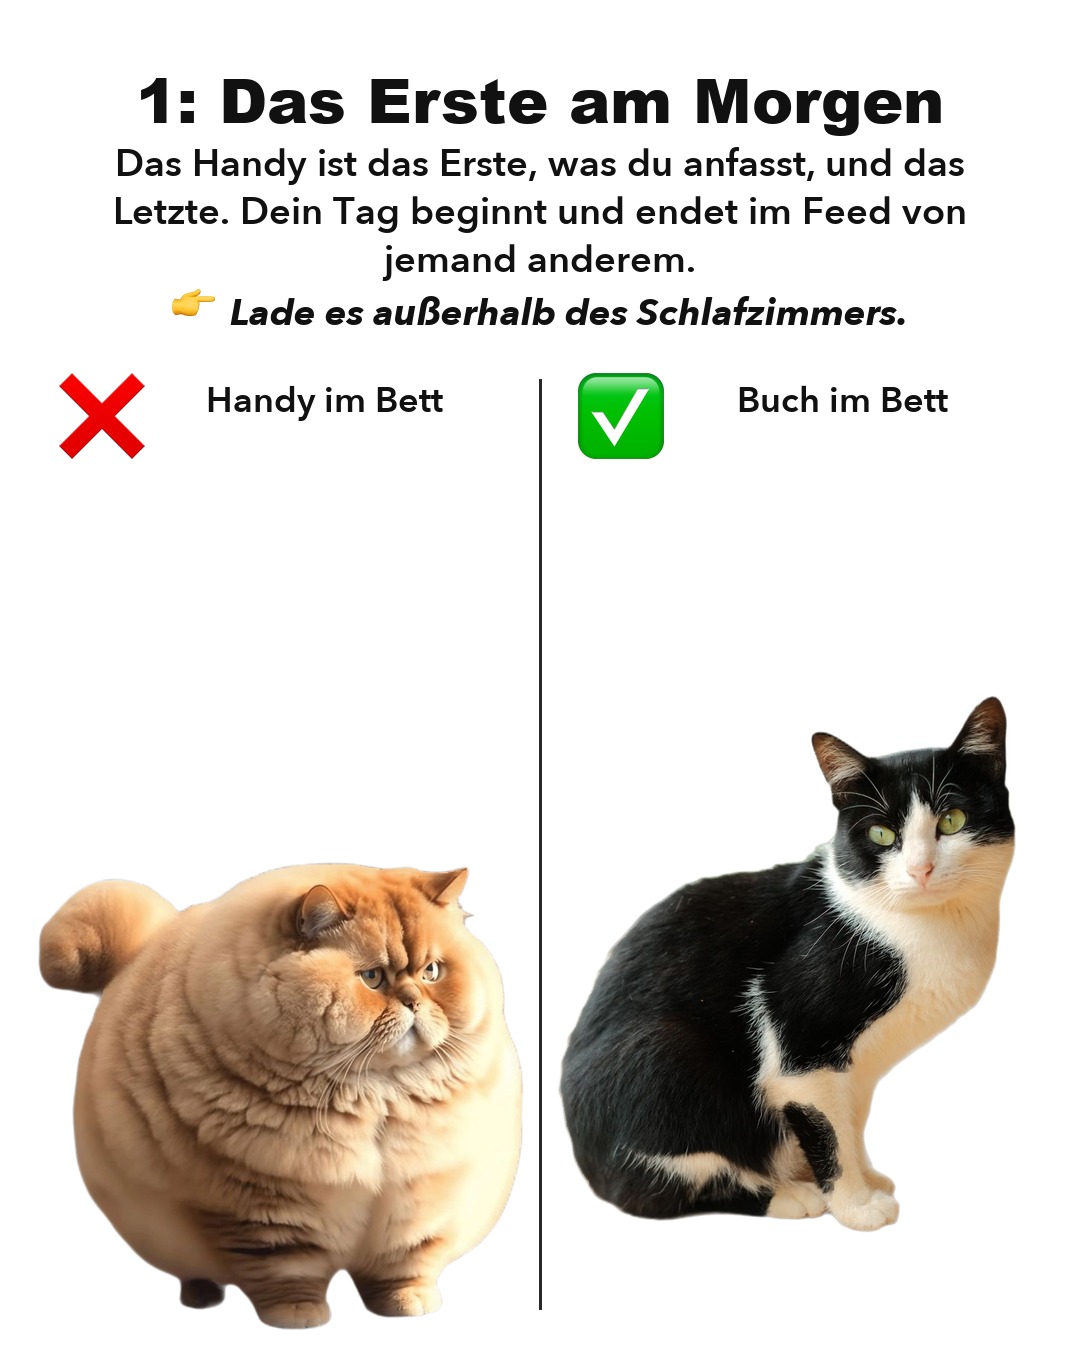 1: Das Erste am Morgen
Das Handy ist das Erste, was du anfasst, und das
Letzte. Dein Tag beginnt und endet im Feed von
jemand anderem.
👉 Lade es außerhalb des Schlafzimmers.
Handy im Bett
Buch im Bett